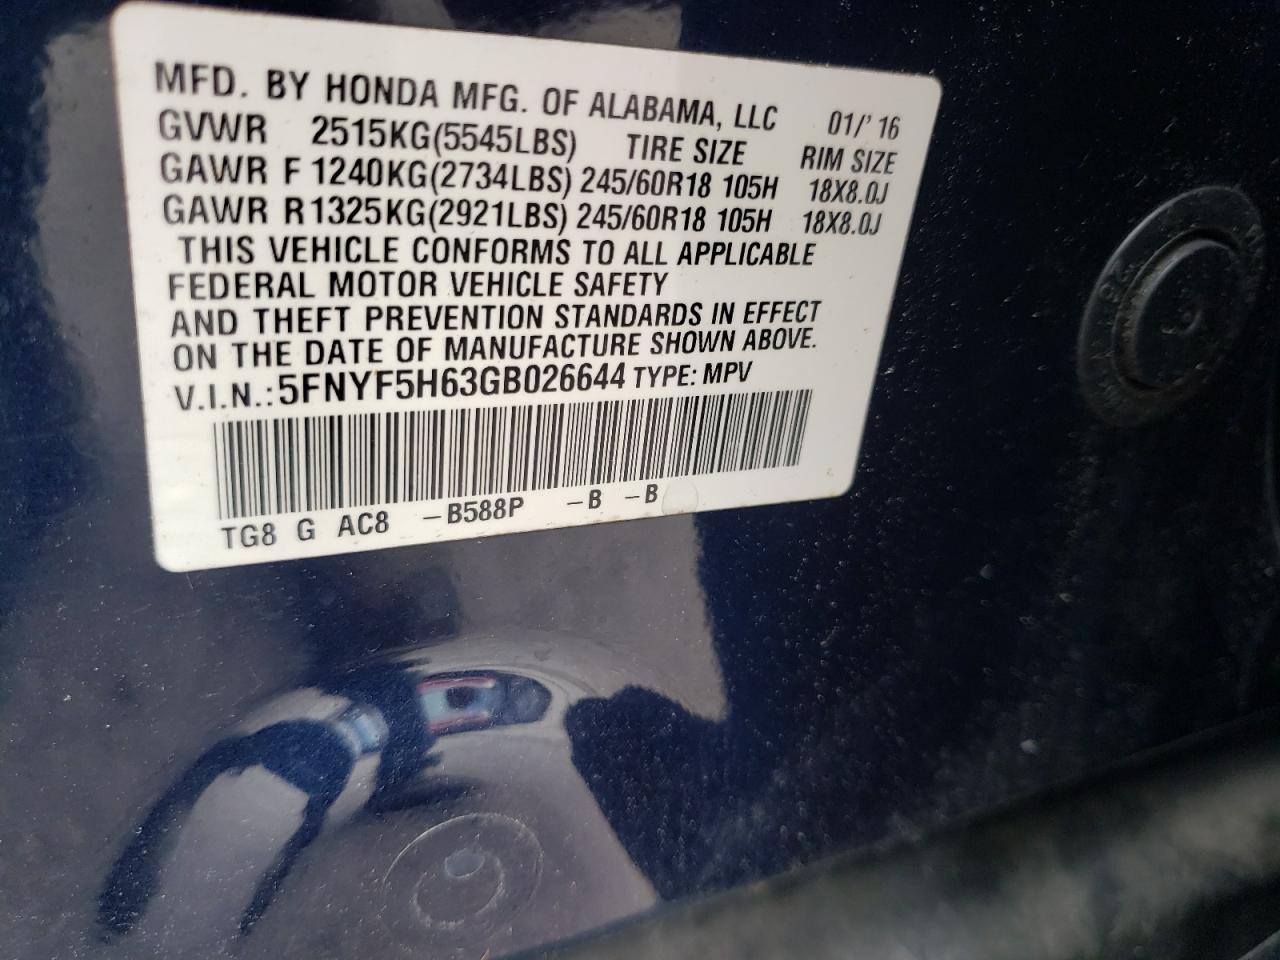 MFD. BY HONDA MFG. OF ALABAMA, LLC 01/'16
GVWR 2515KG(5545LBS) TIRE SIZE RIM SIZE
GAWR F 1240KG(2734LBS) 245/60R18 105H 18X8.0J
GAWR R 1325KG(2921LBS) 245/60R18 105H 18X8.0J
THIS VEHICLE CONFORMS TO ALL APPLICABLE
FEDERAL MOTOR VEHICLE SAFETY
AND THEFT PREVENTION STANDARDS IN EFFECT
ON THE DATE OF MANUFACTURE SHOWN ABOVE.
V.I.N.: 5FNYF5H63GB026644 TYPE: MPV
TG8 G AC8 -B588P -B -B